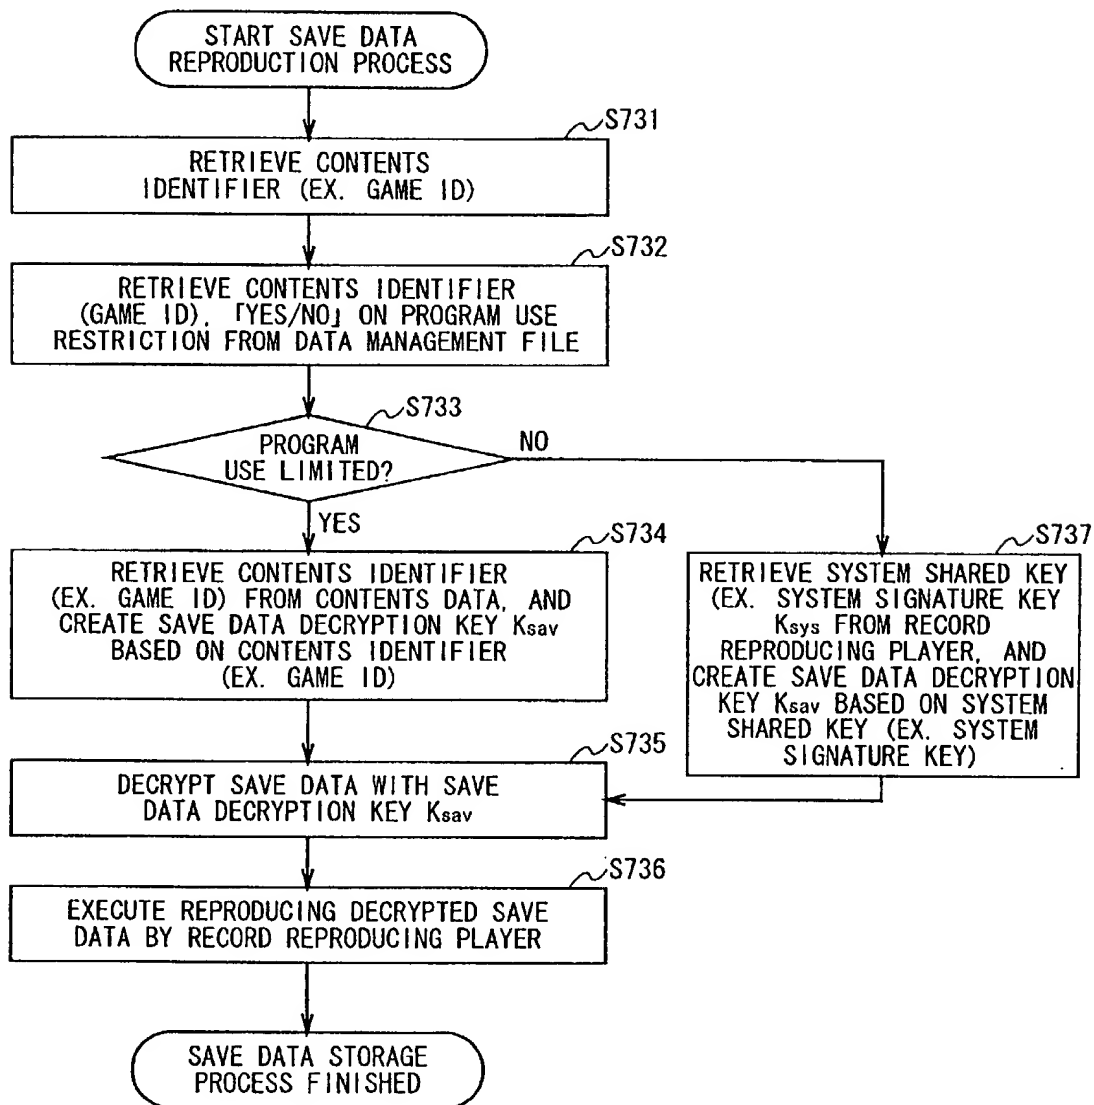 START SAVE DATA
REPRODUCTION PROCESS
S731
RETRIEVE CONTENTS
IDENTIFIER (EX. GAME ID)
S732
RETRIEVE CONTENTS IDENTIFIER
(GAME ID), 「YES/NO」 ON PROGRAM USE
RESTRICTION FROM DATA MANAGEMENT FILE
S733
PROGRAM
USE LIMITED?
NO
YES
S734
RETRIEVE CONTENTS IDENTIFIER
(EX. GAME ID) FROM CONTENTS DATA, AND
CREATE SAVE DATA DECRYPTION KEY Ksav
BASED ON CONTENTS IDENTIFIER
(EX. GAME ID)
S737
RETRIEVE SYSTEM SHARED KEY
(EX. SYSTEM SIGNATURE KEY
Ksys FROM RECORD
REPRODUCING PLAYER, AND
CREATE SAVE DATA DECRYPTION
KEY Ksav BASED ON SYSTEM
SHARED KEY (EX. SYSTEM
SIGNATURE KEY)
S735
DECRYPT SAVE DATA WITH SAVE
DATA DECRYPTION KEY Ksav
S736
EXECUTE REPRODUCING DECRYPTED SAVE
DATA BY RECORD REPRODUCING PLAYER
SAVE DATA STORAGE
PROCESS FINISHED